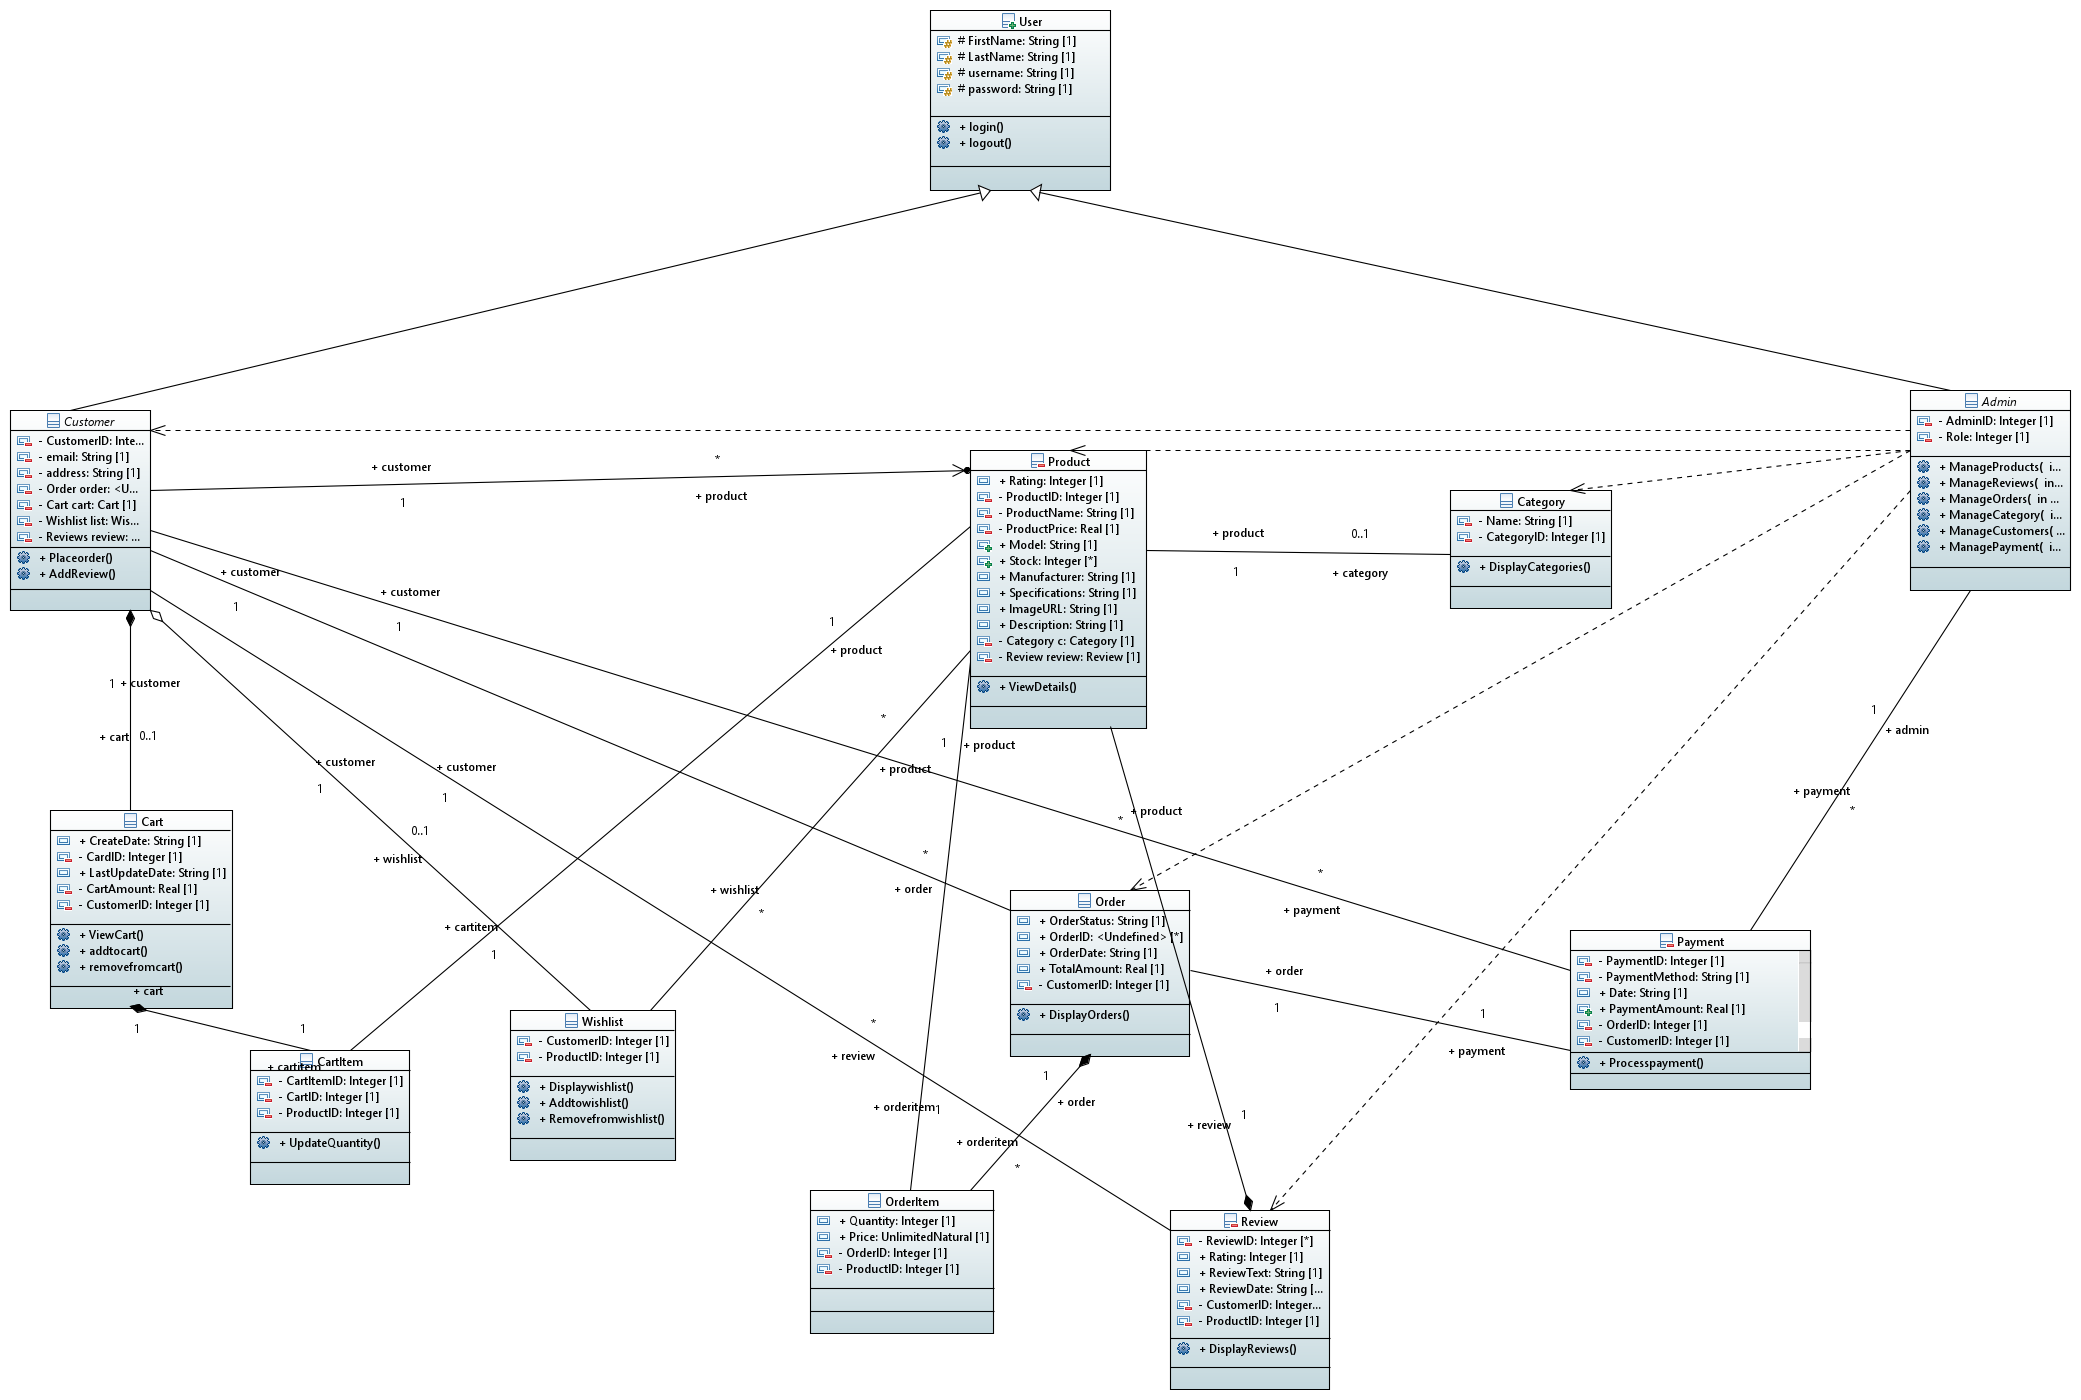 User
# FirstName: String [1]
# LastName: String [1]
# username: String [1]
# password: String [1]
+ login()
+ logout()
Customer
- CustomerID: Inte...
- email: String [1]
- address: String [1]
- Order order: <U...
- Cart cart: Cart [1]
- Wishlist list: Wis...
- Reviews review: ...
+ Placeorder()
+ AddReview()
Admin
- AdminID: Integer [1]
- Role: Integer [1]
+ ManageProducts( i...
+ ManageReviews( in...
+ ManageOrders( in ...
+ ManageCategory( i...
+ ManageCustomers( ...
+ ManagePayment( i...
+ customer
*
1
+ product
Product
+ Rating: Integer [1]
- ProductID: Integer [1]
- ProductName: String [1]
- ProductPrice: Real [1]
+ Model: String [1]
+ Stock: Integer [*]
+ Manufacturer: String [1]
+ Specifications: String [1]
+ ImageURL: String [1]
+ Description: String [1]
- Category c: Category [1]
- Review review: Review [1]
+ ViewDetails()
+ product
0..1
1
+ category
Category
- Name: String [1]
- CategoryID: Integer [1]
+ DisplayCategories()
+ customer
1
+ customer
1
1
+ product
1
+ customer
+ cart
0..1
+ customer
1
+ customer
1
*
+ product
1
+ product
1
+ admin
+ payment
*
* + product
0..1
+ wishlist
+ wishlist
*
*
+ order
*
+ payment
+ cartitem
1
Cart
+ CreateDate: String [1]
- CardID: Integer [1]
+ LastUpdateDate: String [1]
- CartAmount: Real [1]
- CustomerID: Integer [1]
+ ViewCart()
+ addtocart()
+ removefromcart()
+ cart
1
1
+ cartitem
CartItem
- CartItemID: Integer [1]
- CartID: Integer [1]
- ProductID: Integer [1]
+ UpdateQuantity()
Wishlist
- CustomerID: Integer [1]
- ProductID: Integer [1]
+ Displaywishlist()
+ Addtowishlist()
+ Removefromwishlist()
Order
+ OrderStatus: String [1]
+ OrderID: <Undefined> [*]
+ OrderDate: String [1]
+ TotalAmount: Real [1]
- CustomerID: Integer [1]
+ DisplayOrders()
+ order
1
1
+ payment
Payment
- PaymentID: Integer [1]
- PaymentMethod: String [1]
+ Date: String [1]
+ PaymentAmount: Real [1]
- OrderID: Integer [1]
- CustomerID: Integer [1]
+ Processpayment()
*
+ review
1
+ order
+ orderitem
1
+ orderitem
*
1
+ review
OrderItem
+ Quantity: Integer [1]
+ Price: UnlimitedNatural [1]
- OrderID: Integer [1]
- ProductID: Integer [1]
Review
- ReviewID: Integer [*]
+ Rating: Integer [1]
+ ReviewText: String [1]
+ ReviewDate: String [...
- CustomerID: Integer...
- ProductID: Integer [1]
+ DisplayReviews()